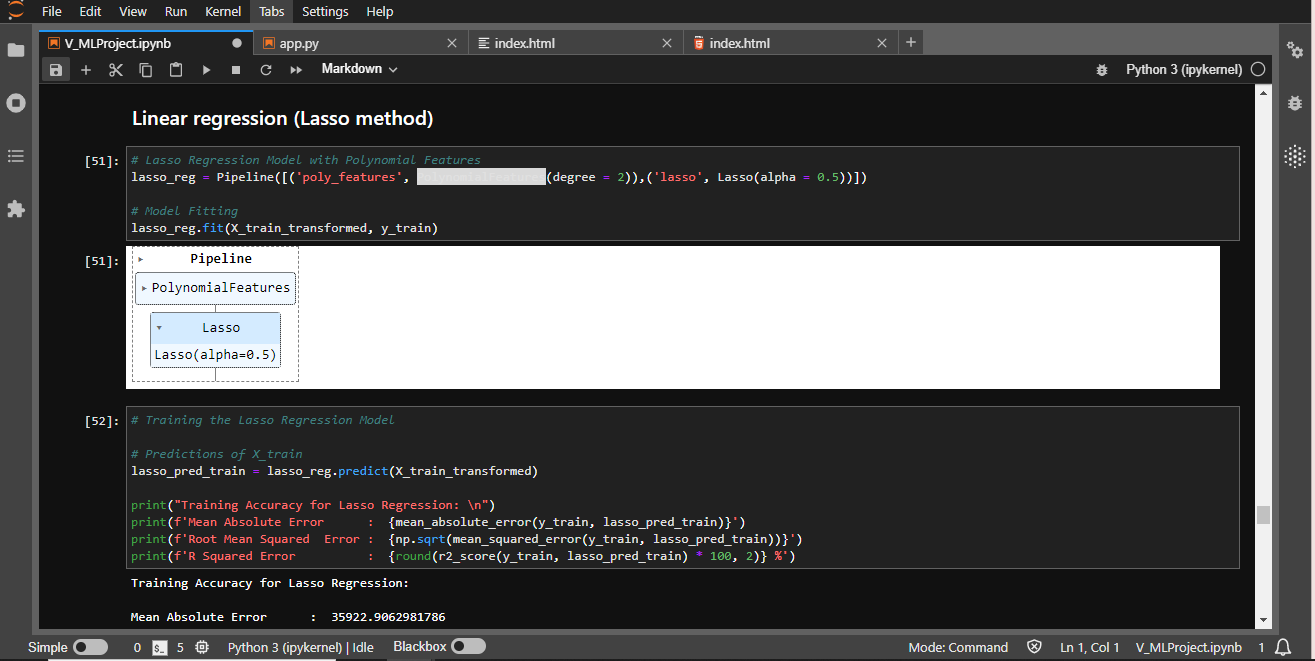 File Edit View Run Kernel Tabs Settings Help
V_MLProject.ipynb app.py index.html index.html
Markdown Python 3 (ipykernel)
Linear regression (Lasso method)
[51]: # Lasso Regression Model with Polynomial Features
lasso_reg = Pipeline([('poly_features', PolynomialFeatures(degree = 2)),('lasso', Lasso(alpha = 0.5))])
# Model Fitting
lasso_reg.fit(X_train_transformed, y_train)
[51]: Pipeline
PolynomialFeatures
Lasso
Lasso(alpha=0.5)
[52]: # Training the Lasso Regression Model
# Predictions of X_train
lasso_pred_train = lasso_reg.predict(X_train_transformed)
print("Training Accuracy for Lasso Regression: \n")
print(f'Mean Absolute Error      :  {mean_absolute_error(y_train, lasso_pred_train)}')
print(f'Root Mean Squared  Error :  {np.sqrt(mean_squared_error(y_train, lasso_pred_train))}')
print(f'R Squared Error          :  {round(r2_score(y_train, lasso_pred_train) * 100, 2)} %')
Training Accuracy for Lasso Regression:
Mean Absolute Error      :  35922.9062981786
Simple 0 $_ 5 Python 3 (ipykernel) | Idle Blackbox Mode: Command Ln 1, Col 1 V_MLProject.ipynb 1